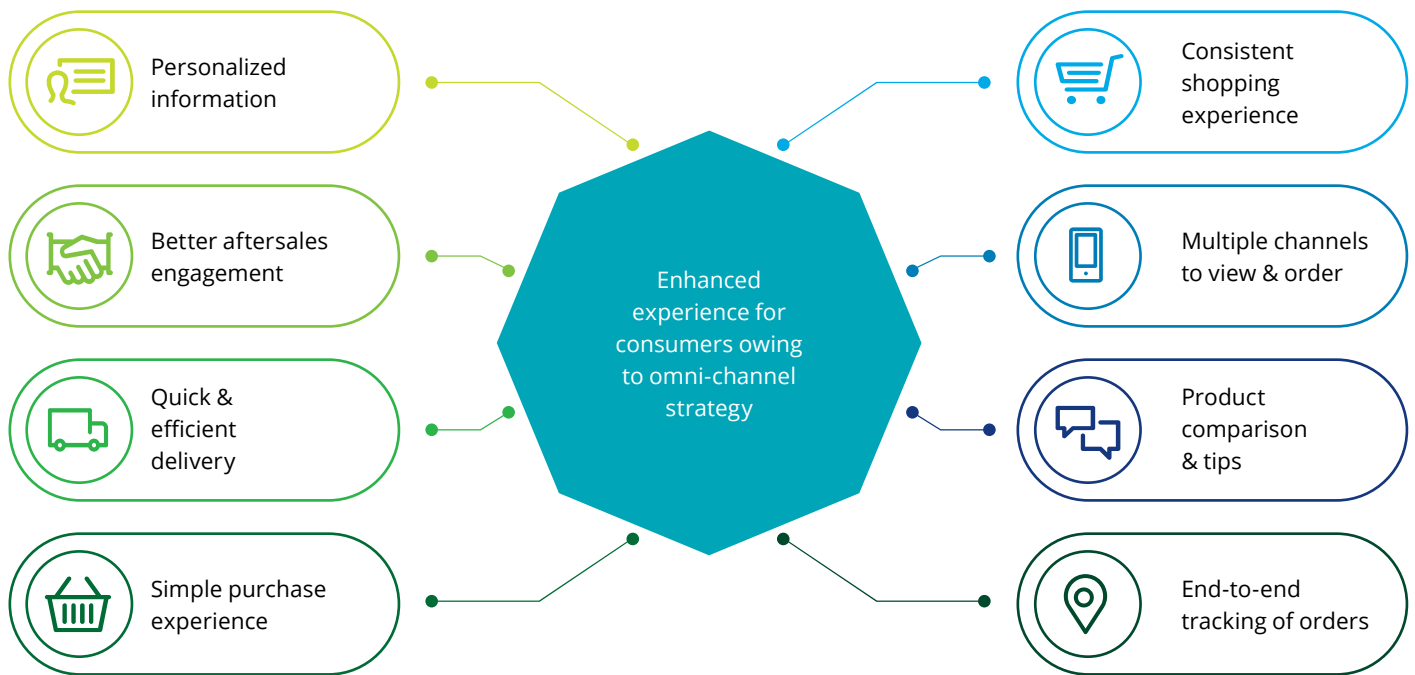 Personalized
information
Better aftersales
engagement
Quick &
efficient
delivery
Simple purchase
experience
Enhanced
experience for
consumers owing
to omni-channel
strategy
Consistent
shopping
experience
Multiple channels
to view & order
Product
comparison
& tips
End-to-end
tracking of orders